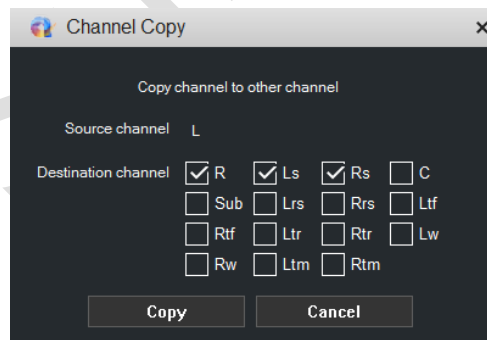 Channel Copy
Copy channel to other channel
Source channel L
Destination channel R Ls Rs C
Sub Lrs Rrs Ltf
Rtf Ltr Rtr Lw
Rw Ltm Rtm
Copy Cancel